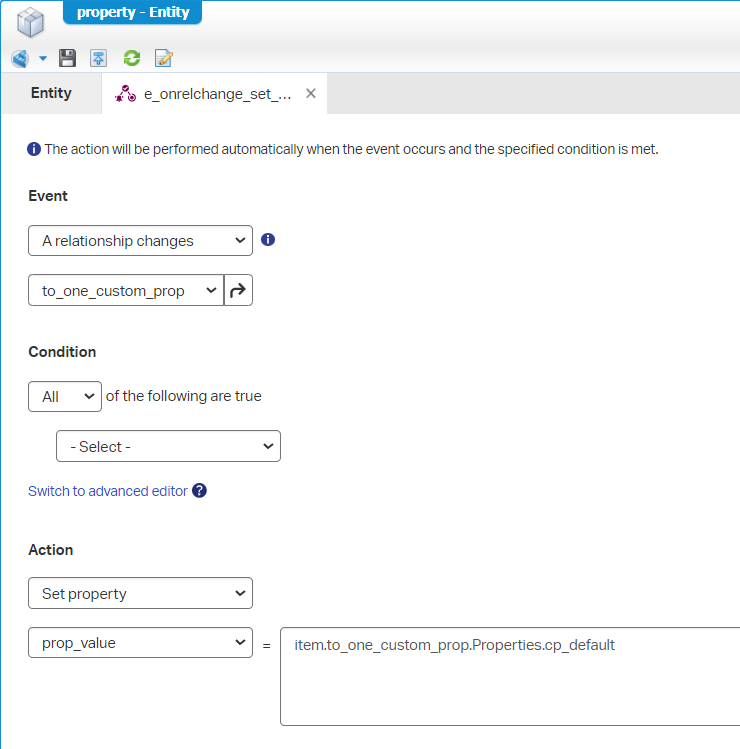 property - Entity
Entity
e_onrelchange_set_...
The action will be performed automatically when the event occurs and the specified condition is met.
Event
A relationship changes
to_one_custom_prop
Condition
All of the following are true
- Select -
Switch to advanced editor
Action
Set property
prop_value = item.to_one_custom_prop.Properties.cp_default